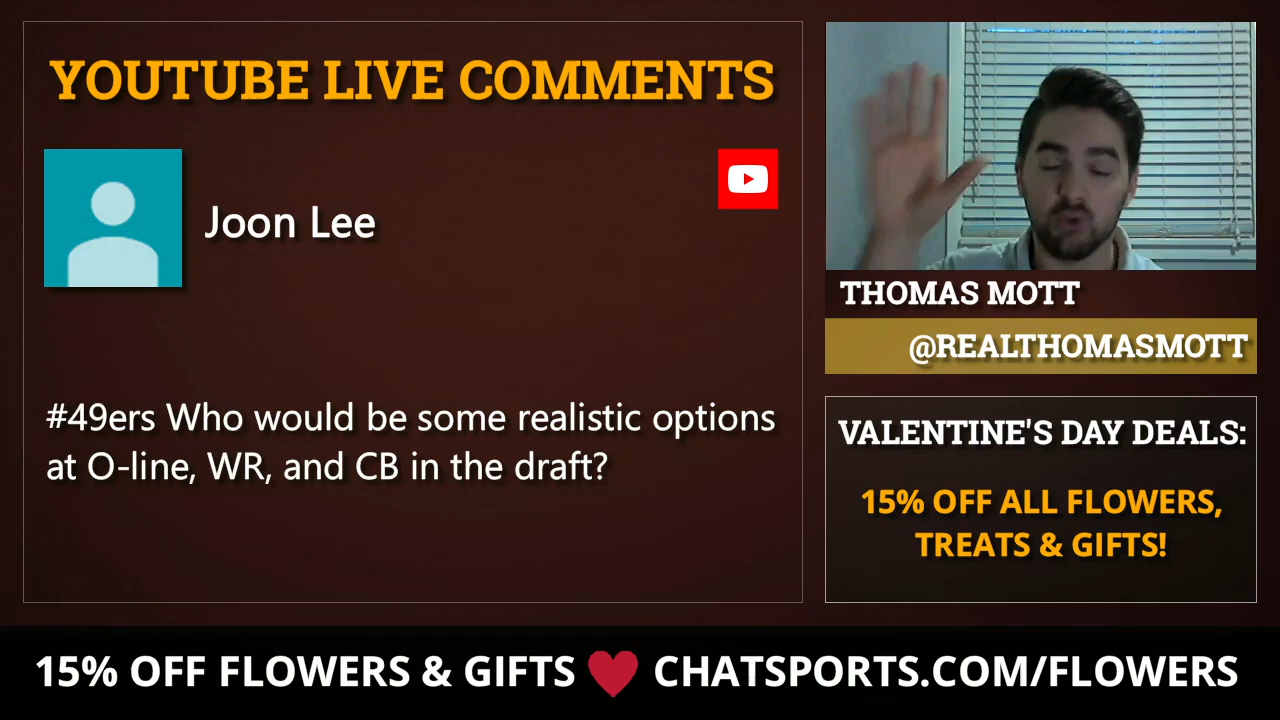 YOUTUBE LIVE COMMENTS
Joon Lee
#49ers Who would be some realistic options
at O-line, WR, and CB in the draft?
THOMAS MOTT
@REALTHOMASMOTT
VALENTINE'S DAY DEALS:
15% OFF ALL FLOWERS,
TREATS & GIFTS!
15% OFF FLOWERS & GIFTS ❤ CHATSPORTS.COM/FLOWERS